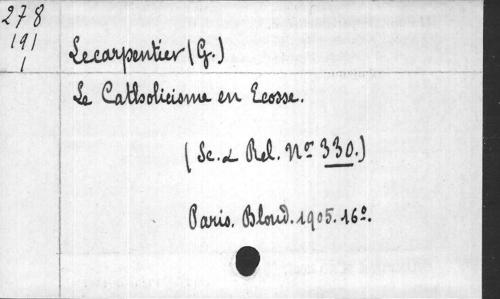 278
191
1
Lecarpentier (G.)
Le Catholicisme en Ecosse.
(Sc. & Rel. No 330.)
Paris. Bloud. 1905. 16o.